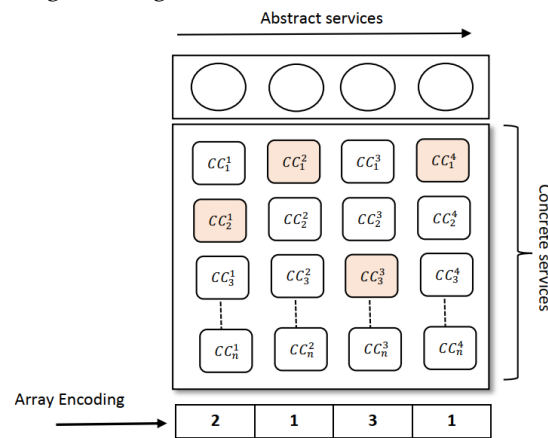 Abstract services
CC₁¹ CC₁² CC₁³ CC₁⁴
CC₂¹ CC₂² CC₂³ CC₂⁴
CC₃¹ CC₃² CC₃³ CC₃⁴
CCₙ¹ CCₙ² CCₙ³ CCₙ⁴
Concrete services
Array Encoding
2 1 3 1